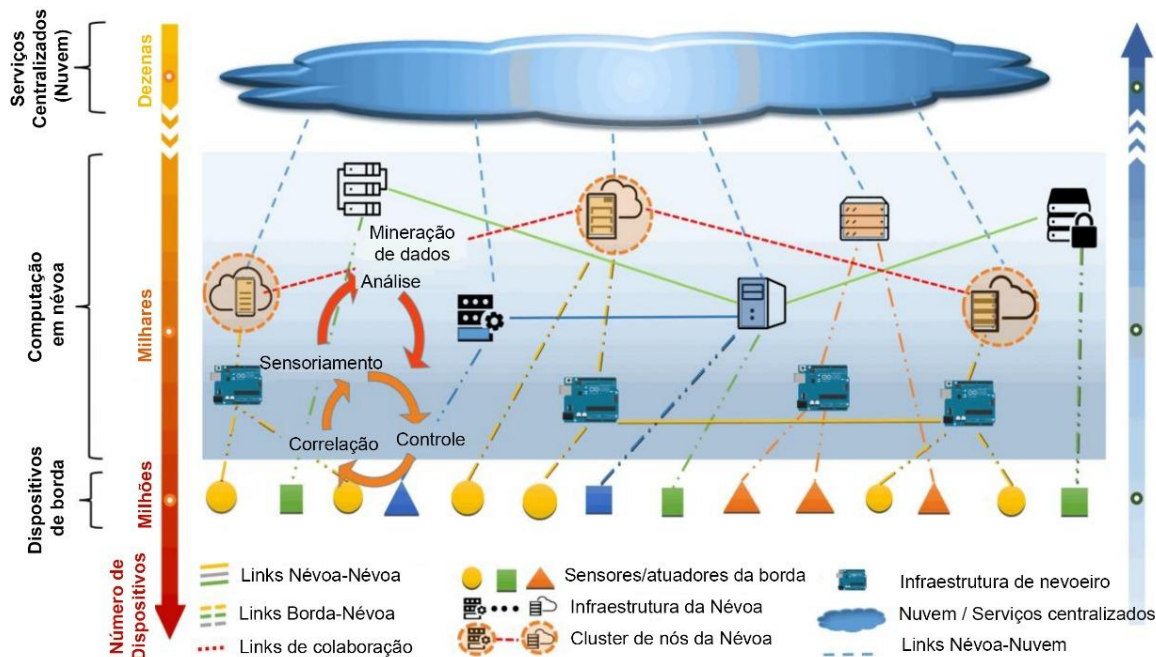 Serviços
Centralizados
(Nuvem)
Dezenas
Computação
em névoa
Milhares
Mineração
de dados
Análise
Sensoriamento
Correlação
Controle
Dispositivos
de borda
Milhões
Número de
Dispositivos
Links Névoa-Névoa
Sensores/atuadores da borda
Infraestrutura de nevoeiro
Links Borda-Névoa
Infraestrutura da Névoa
Nuvem / Serviços centralizados
Links de colaboração
Cluster de nós da Névoa
Links Névoa-Nuvem